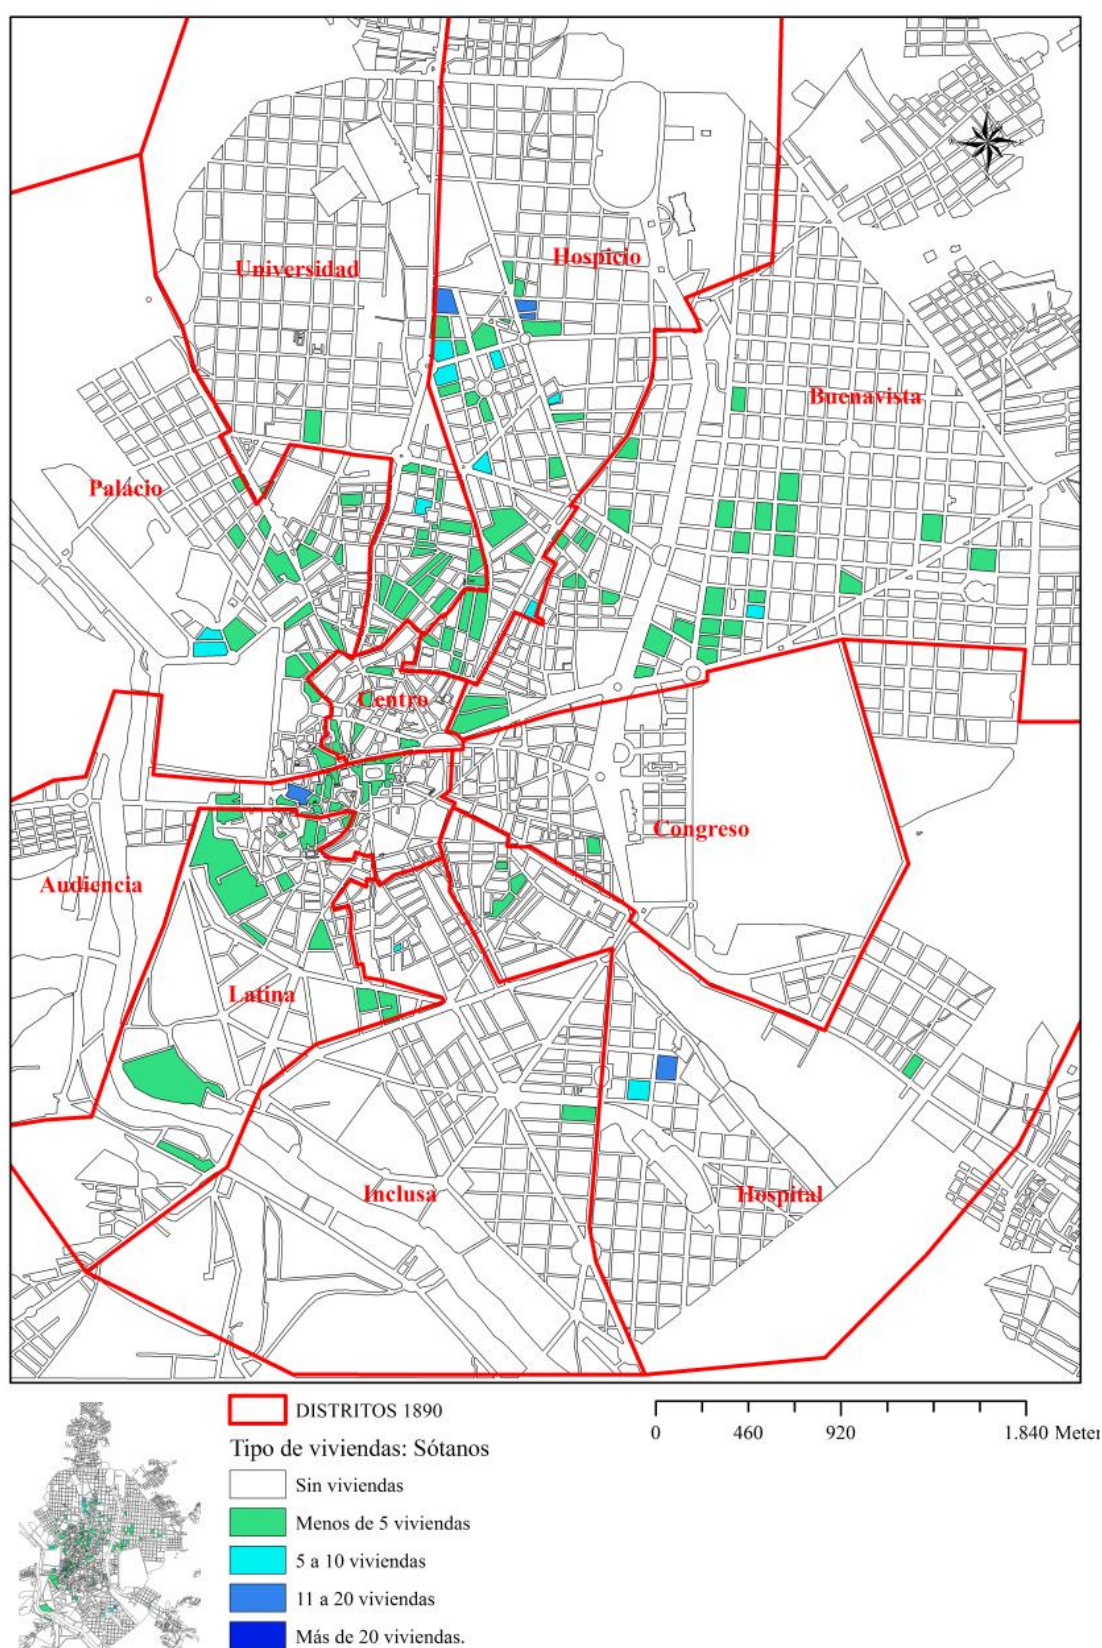 Hospicio
Universidad
Buenavista
Palacio
Centro
Congreso
Audiencia
Latina
Inclusa
Hospital
DISTRITOS 1890
Tipo de viviendas: Sótanos
Sin viviendas
Menos de 5 viviendas
5 a 10 viviendas
11 a 20 viviendas
Más de 20 viviendas.
0 460 920 1.840 Meter